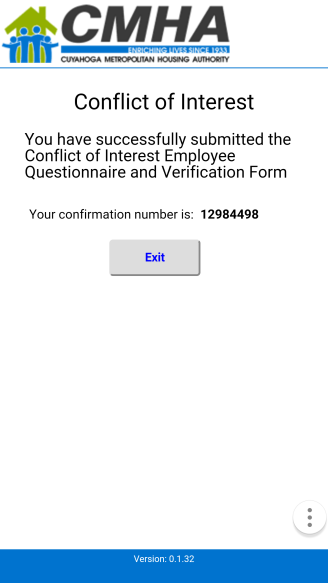 CMHA
ENRICHING LIVES SINCE 1933
CUYAHOGA METROPOLITAN HOUSING AUTHORITY
Conflict of Interest
You have successfully submitted the
Conflict of Interest Employee
Questionnaire and Verification Form
Your confirmation number is: 12984498
Exit
Version: 0.1.32